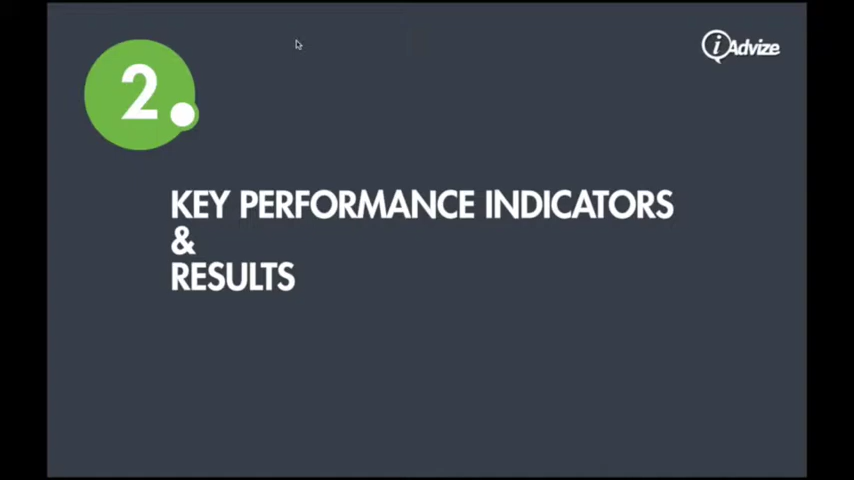 iAdvize
2.
KEY PERFORMANCE INDICATORS
&
RESULTS